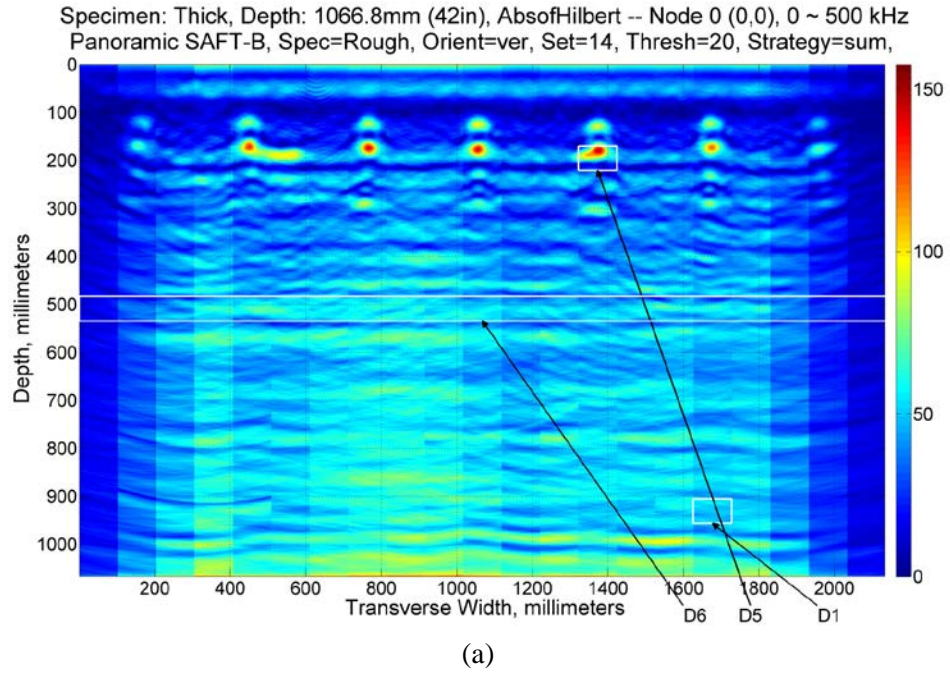 Specimen: Thick, Depth: 1066.8mm (42in), AbsofHilbert -- Node 0 (0,0), 0 ~ 500 kHz
Panoramic SAFT-B, Spec=Rough, Orient=ver, Set=14, Thresh=20, Strategy=sum,
0
100
200
300
400
500
600
700
800
900
1000
Depth, millimeters
200 400 600 800 1000 1200 1400 1600 1800 2000
Transverse Width, millimeters
D6 D5 D1
150
100
50
0
(a)